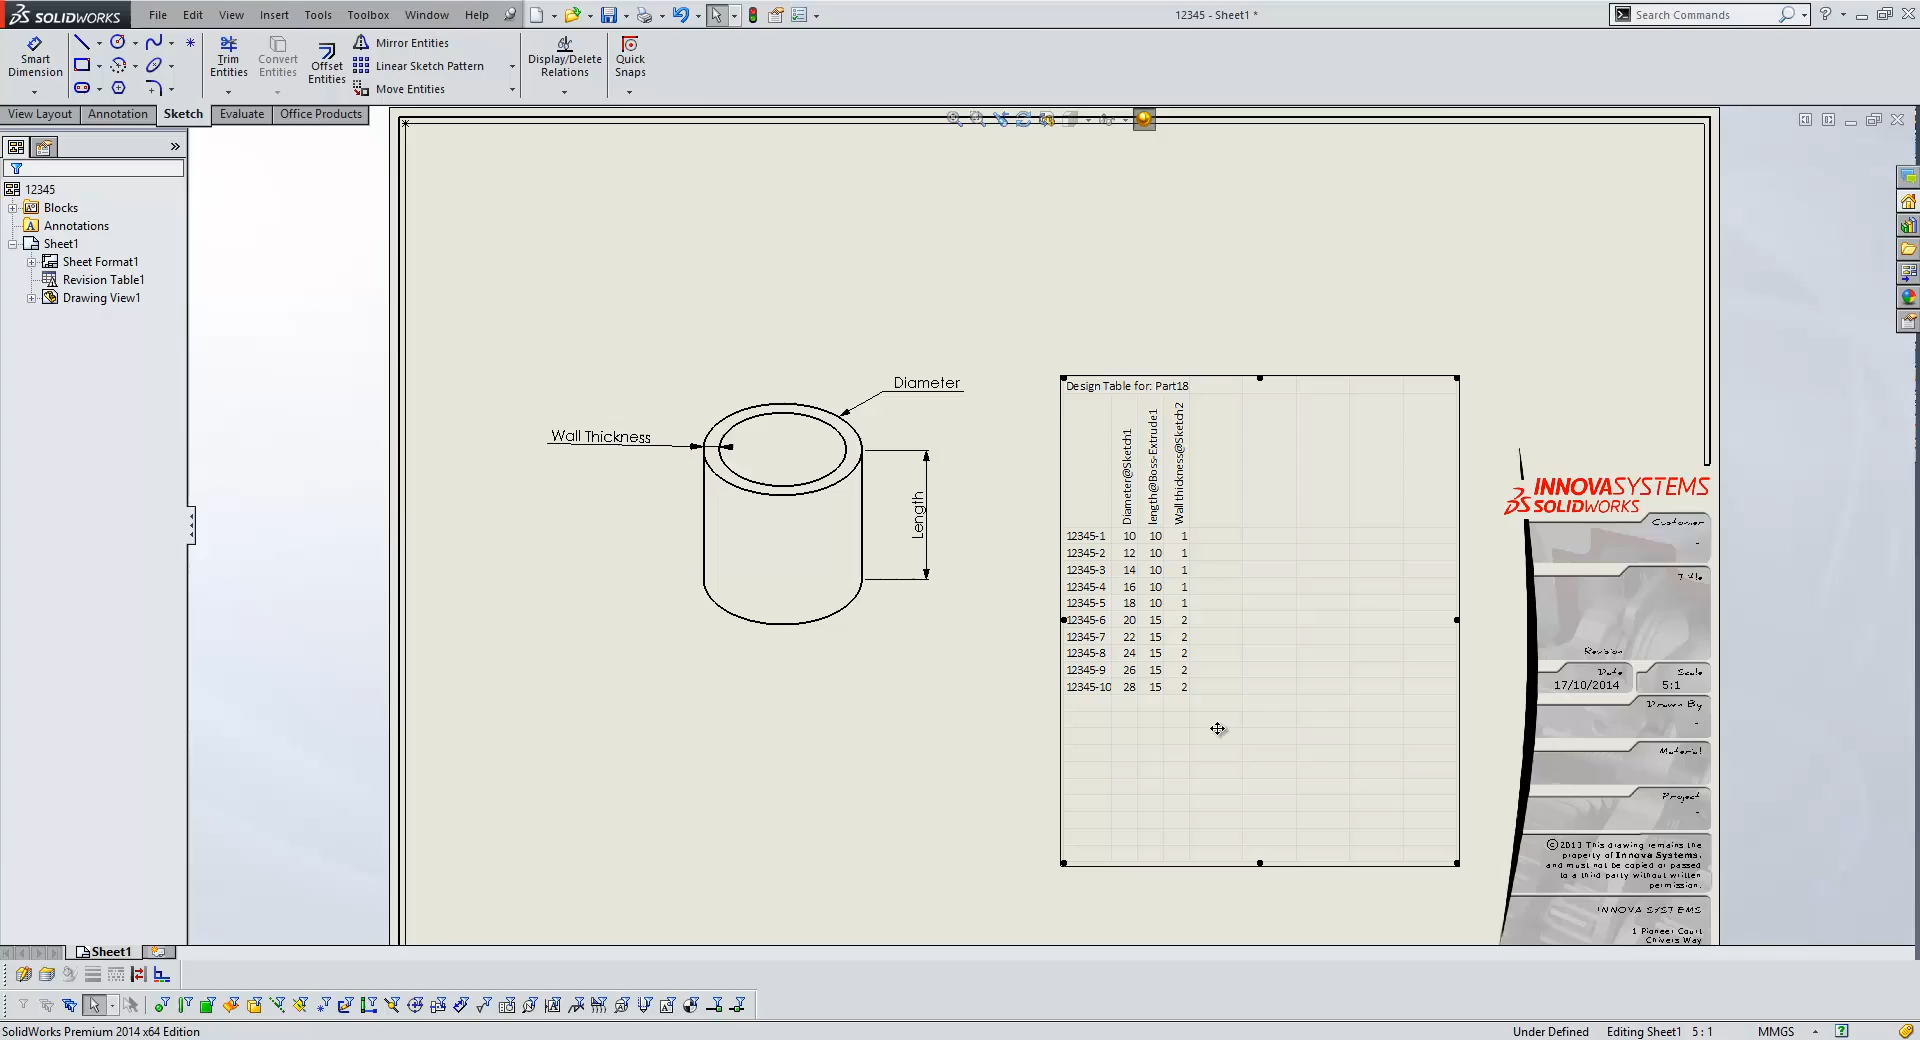 SOLIDWORKS File Edit View Insert Tools Toolbox Window Help 12345 - Sheet1 * Search Commands
Smart Dimension
Trim Entities
Convert Entities
Offset Entities
Mirror Entities
Linear Sketch Pattern
Move Entities
Display/Delete Relations
Quick Snaps
View Layout Annotation Sketch Evaluate Office Products
12345
Blocks
Annotations
Sheet1
Sheet Format1
Revision Table1
Drawing View1
Diameter
Wall Thickness
Length
Design Table for: Part18
Diameter@Sketch1
length@Boss-Extrude1
Wall thickness@Sketch2
12345-1 10 10 1
12345-2 12 10 1
12345-3 14 10 1
12345-4 16 10 1
12345-5 18 10 1
12345-6 20 15 2
12345-7 22 15 2
12345-8 24 15 2
12345-9 26 15 2
12345-10 28 15 2
INNOVASYSTEMS
SOLIDWORKS
Customer
-
Title
Revision
Date Scale
17/10/2014 5:1
Drawn By
-
Material
Project
-
©2013 This drawing remains the
property of Innova Systems,
and must not be copied or passed
to a third party without written
permission.
INNOVA SYSTEMS
1 Pioneer Court
Chivers Way
Sheet1
SolidWorks Premium 2014 x64 Edition Under Defined Editing Sheet1 5 : 1 MMGS